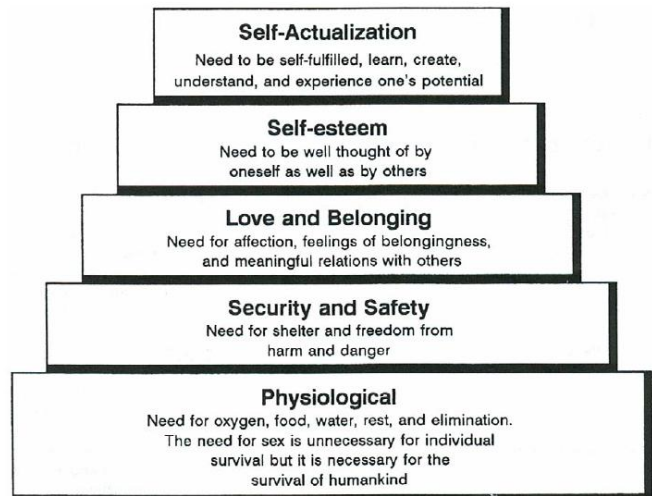 Self-Actualization
Need to be self-fulfilled, learn, create,
understand, and experience one's potential
Self-esteem
Need to be well thought of by
oneself as well as by others
Love and Belonging
Need for affection, feelings of belongingness,
and meaningful relations with others
Security and Safety
Need for shelter and freedom from
harm and danger
Physiological
Need for oxygen, food, water, rest, and elimination.
The need for sex is unnecessary for individual
survival but it is necessary for the
survival of humankind